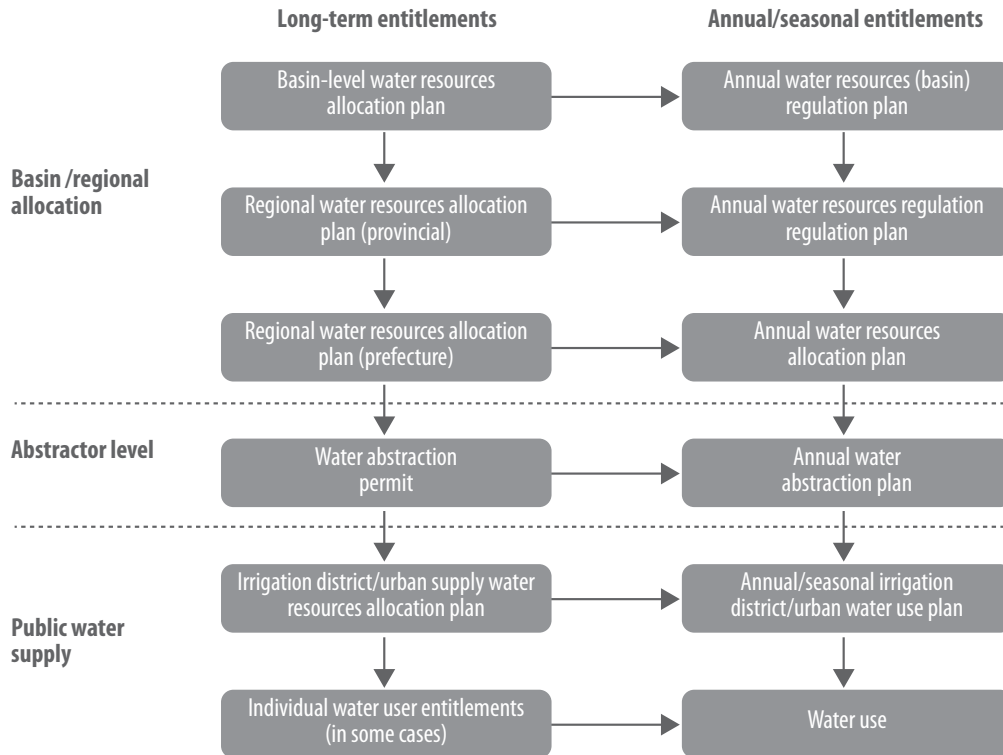 Long-term entitlements
Annual/seasonal entitlements
Basin-level water resources
allocation plan
Annual water resources (basin)
regulation plan
Basin /regional
allocation
Regional water resources allocation
plan (provincial)
Annual water resources regulation
regulation plan
Regional water resources allocation
plan (prefecture)
Annual water resources
allocation plan
Abstractor level
Water abstraction
permit
Annual water
abstraction plan
Public water
supply
Irrigation district/urban supply water
resources allocation plan
Annual/seasonal irrigation
district/urban water use plan
Individual water user entitlements
(in some cases)
Water use